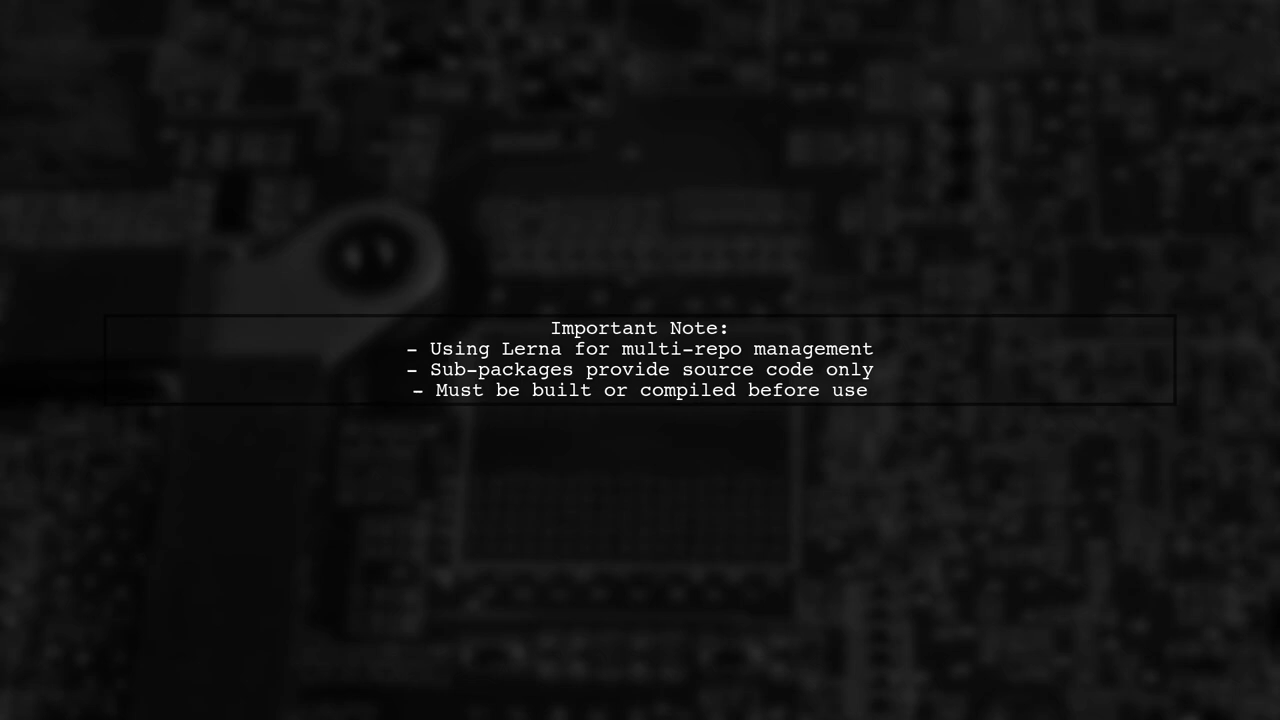 Important Note:
- Using Lerna for multi-repo management
- Sub-packages provide source code only
- Must be built or compiled before use